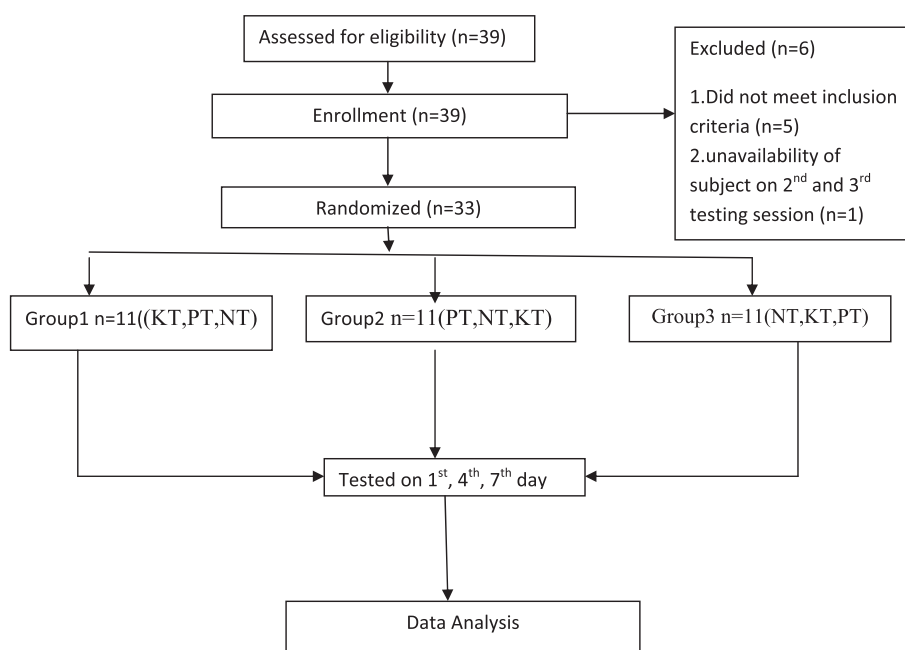 Assessed for eligibility (n=39)
Enrollment (n=39)
Excluded (n=6)
1.Did not meet inclusion
criteria (n=5)
2.unavailability of
subject on 2nd and 3rd
testing session (n=1)
Randomized (n=33)
Group1 n=11((KT,PT,NT)
Group2 n=11(PT,NT,KT)
Group3 n=11(NT,KT,PT)
Tested on 1st, 4th, 7th day
Data Analysis